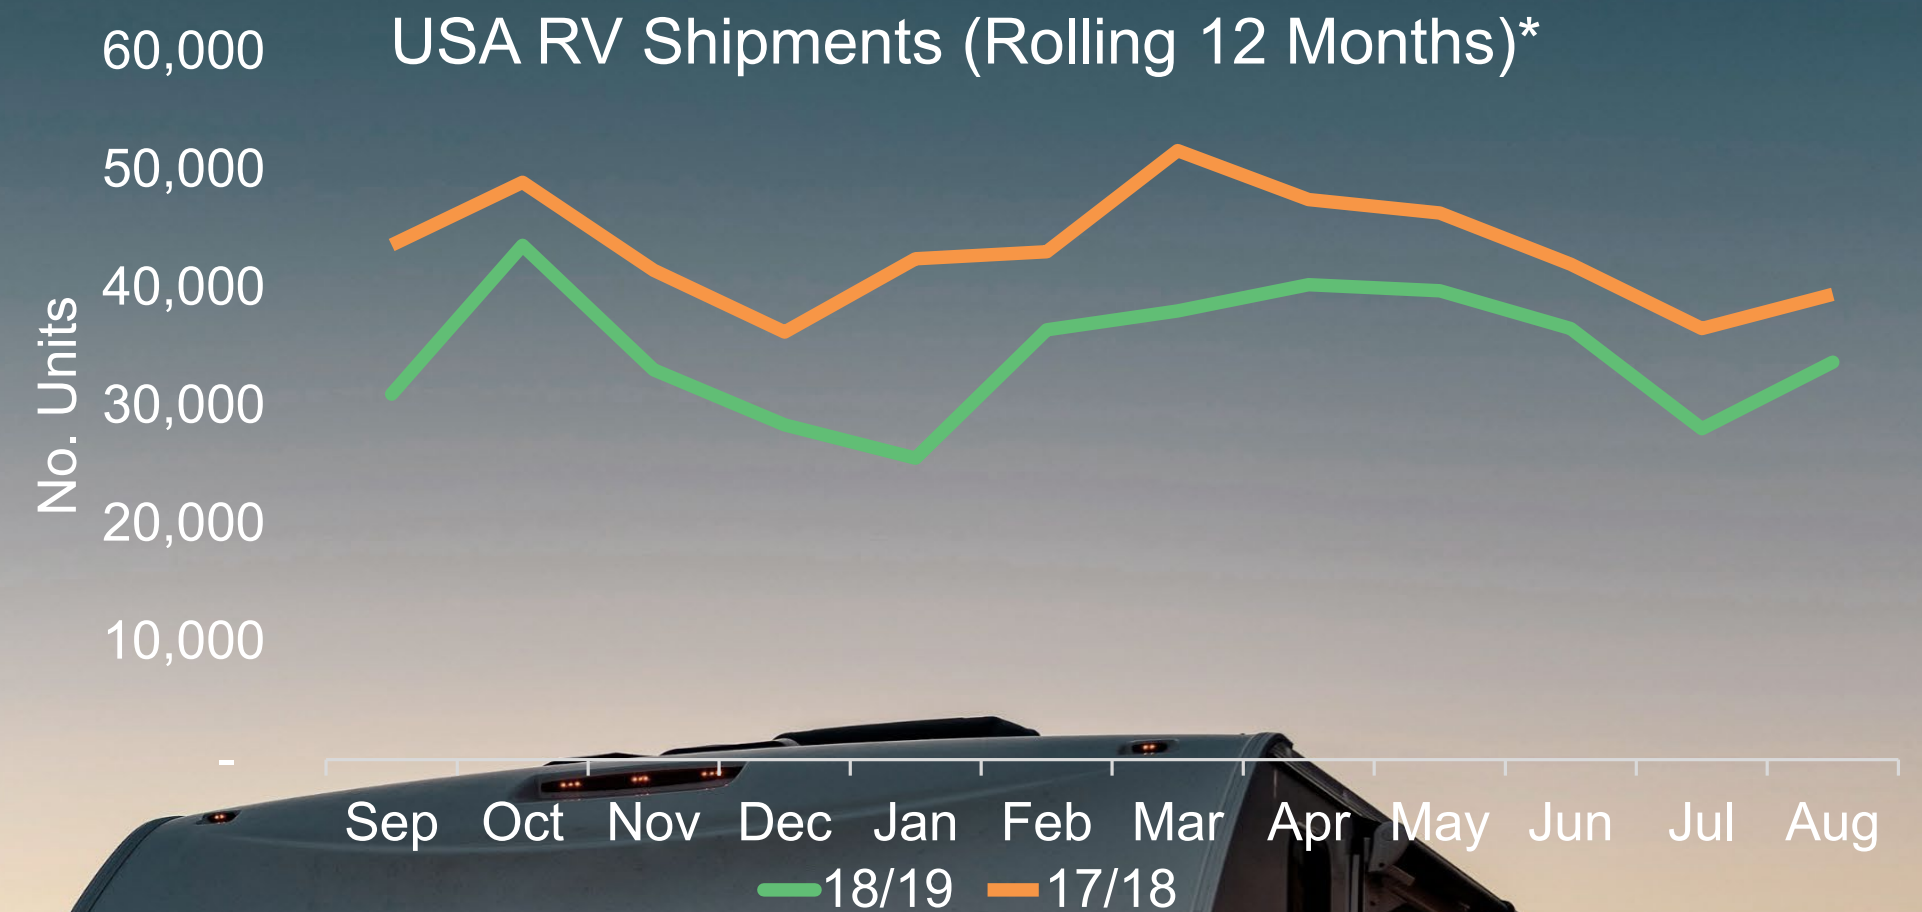 USA RV Shipments (Rolling 12 Months)*
60,000
50,000
40,000
30,000
20,000
10,000
-
No. Units
Sep Oct Nov Dec Jan Feb Mar Apr May Jun Jul Aug
18/19 17/18